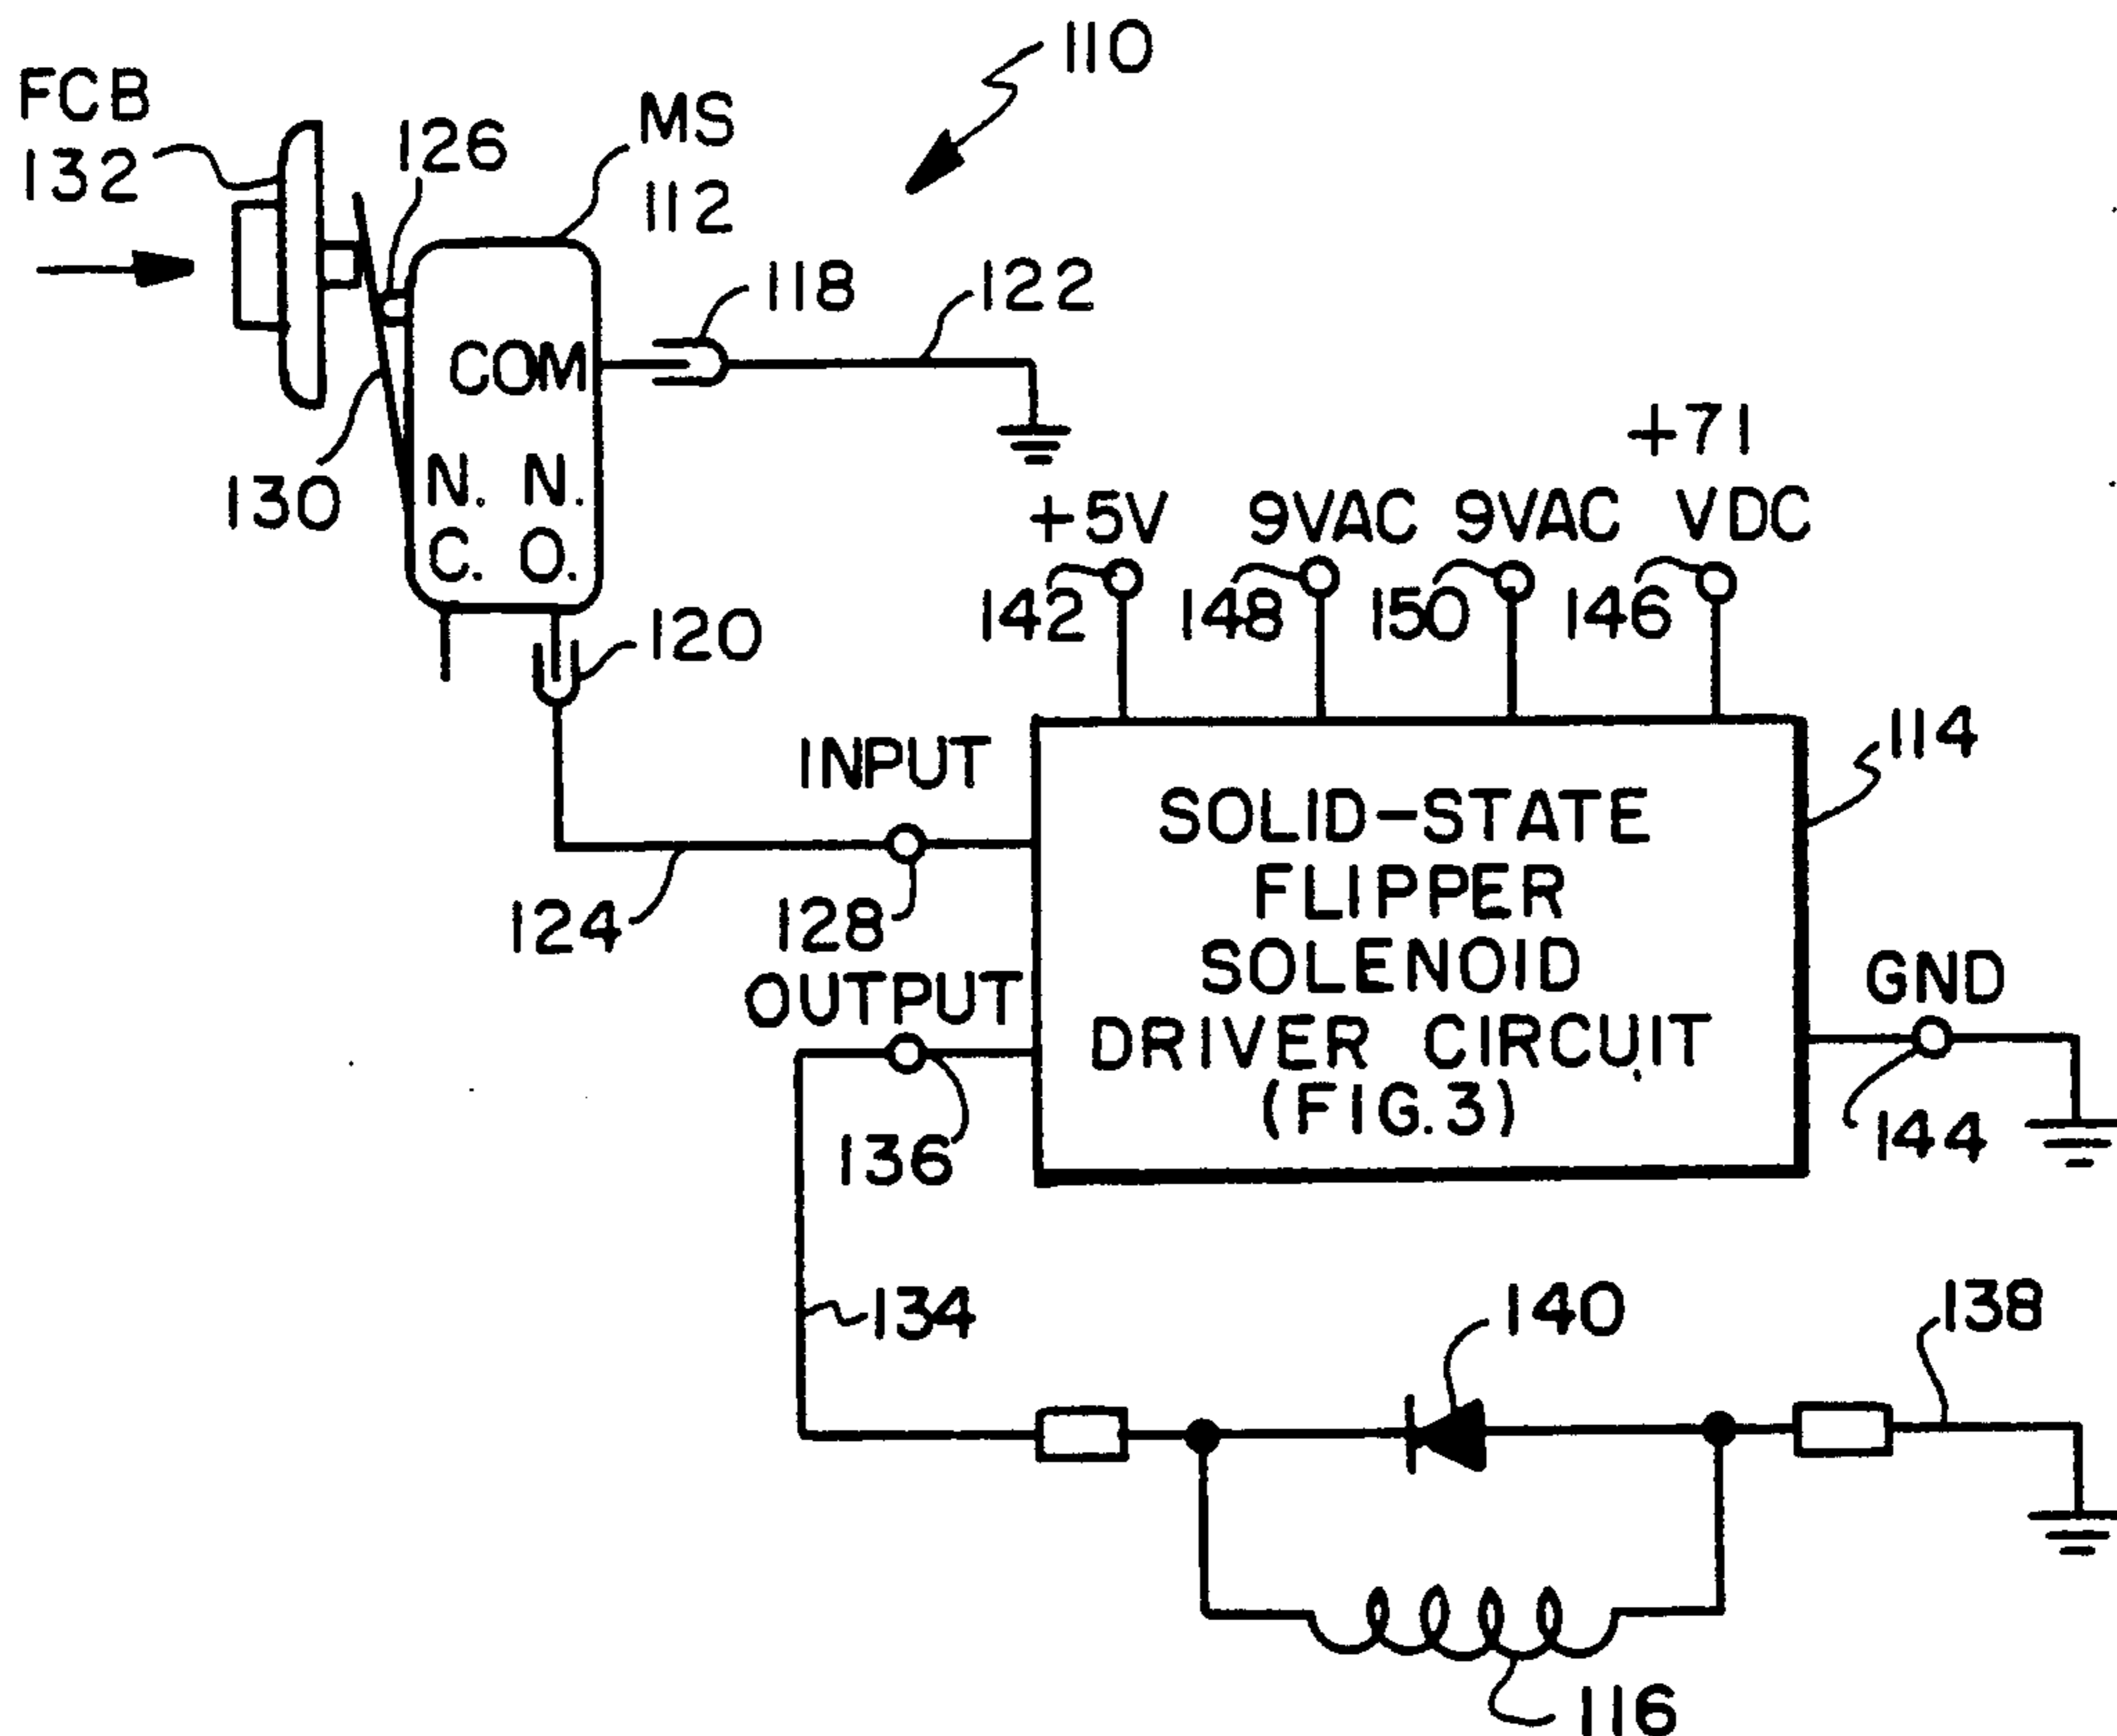 110
FCB
132
126
MS
112
118
122
COM
130
N. N.
C. O.
120
+5V
142
9VAC
148
9VAC
150
+71
VDC
146
INPUT
128
124
OUTPUT
136
SOLID-STATE
FLIPPER
SOLENOID
DRIVER CIRCUIT
(FIG.3)
114
GND
144
134
140
138
116